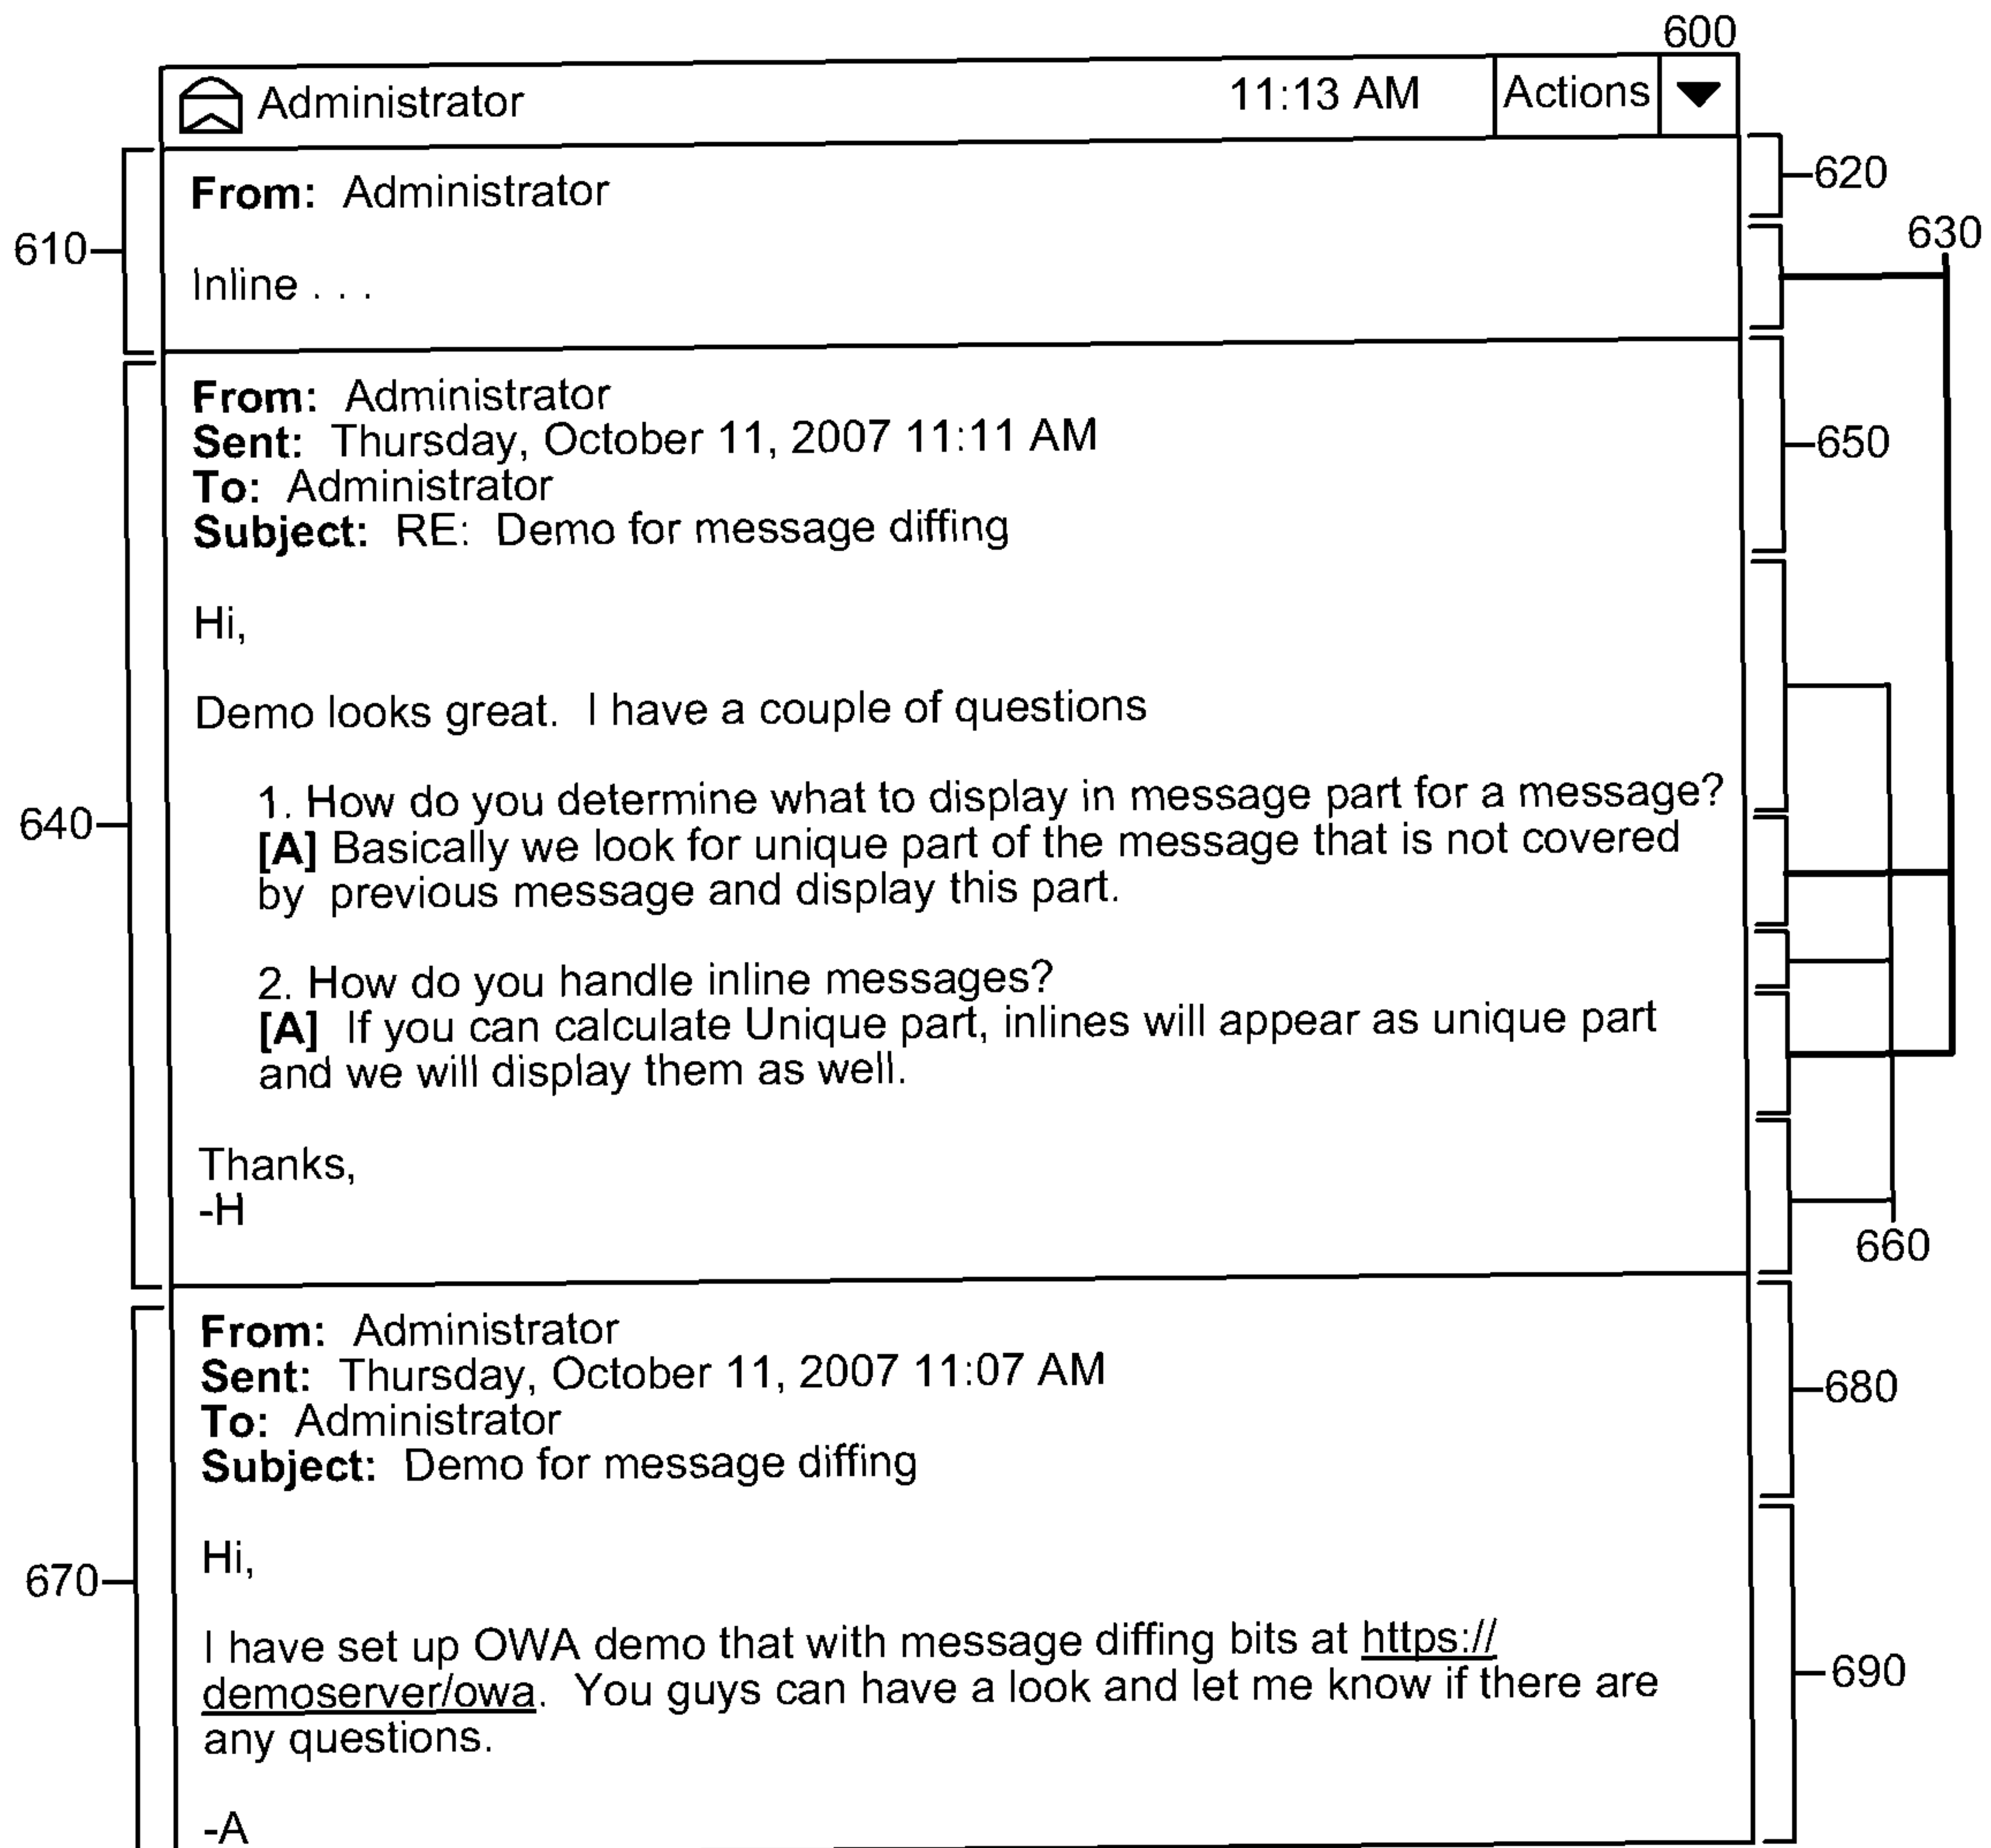 600
Administrator 11:13 AM Actions
620
From: Administrator
630
610
Inline . . .
From: Administrator
Sent: Thursday, October 11, 2007 11:11 AM
650
To: Administrator
Subject: RE: Demo for message diffing
Hi,
Demo looks great. I have a couple of questions
1. How do you determine what to display in message part for a message?
640
[A] Basically we look for unique part of the message that is not covered
by previous message and display this part.
2. How do you handle inline messages?
[A] If you can calculate Unique part, inlines will appear as unique part
and we will display them as well.
Thanks,
-H
660
From: Administrator
Sent: Thursday, October 11, 2007 11:07 AM
680
To: Administrator
Subject: Demo for message diffing
Hi,
670
I have set up OWA demo that with message diffing bits at https://
demoserver/owa. You guys can have a look and let me know if there are
690
any questions.
-A